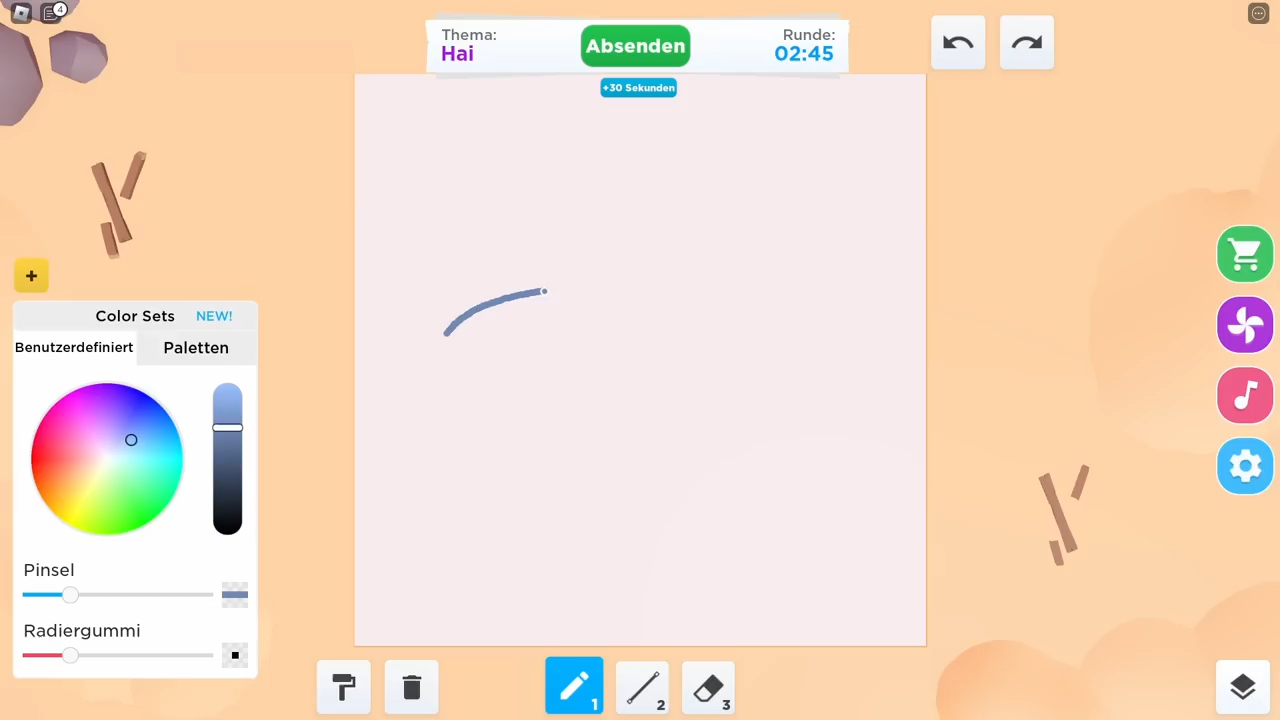 4
Thema:
Hai
Absenden
Runde:
02:45
+30 Sekunden
+
Color Sets NEW!
Benutzerdefiniert Paletten
Pinsel
Radiergummi
1
2
3